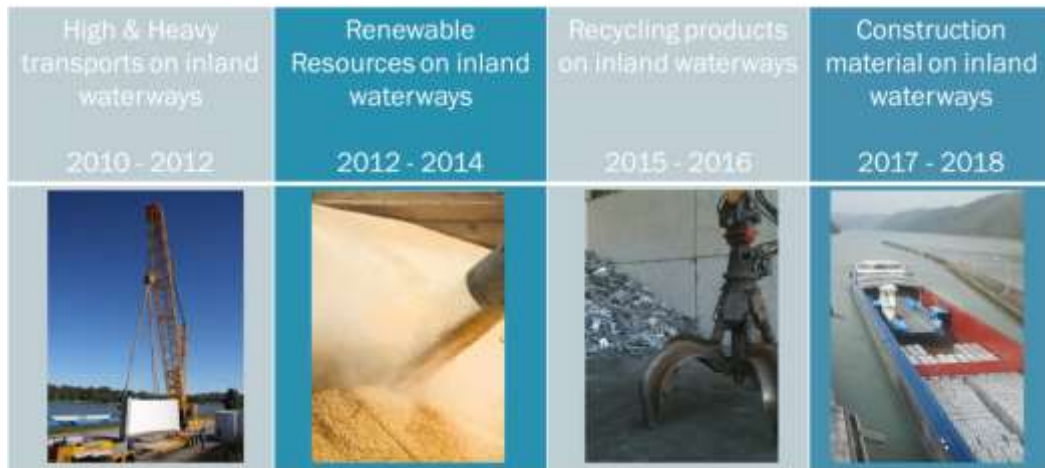 High & Heavy
transports on inland
waterways
2010 - 2012
Renewable
Resources on inland
waterways
2012 - 2014
Recycling products
on inland waterways
2015 - 2016
Construction
material on inland
waterways
2017 - 2018